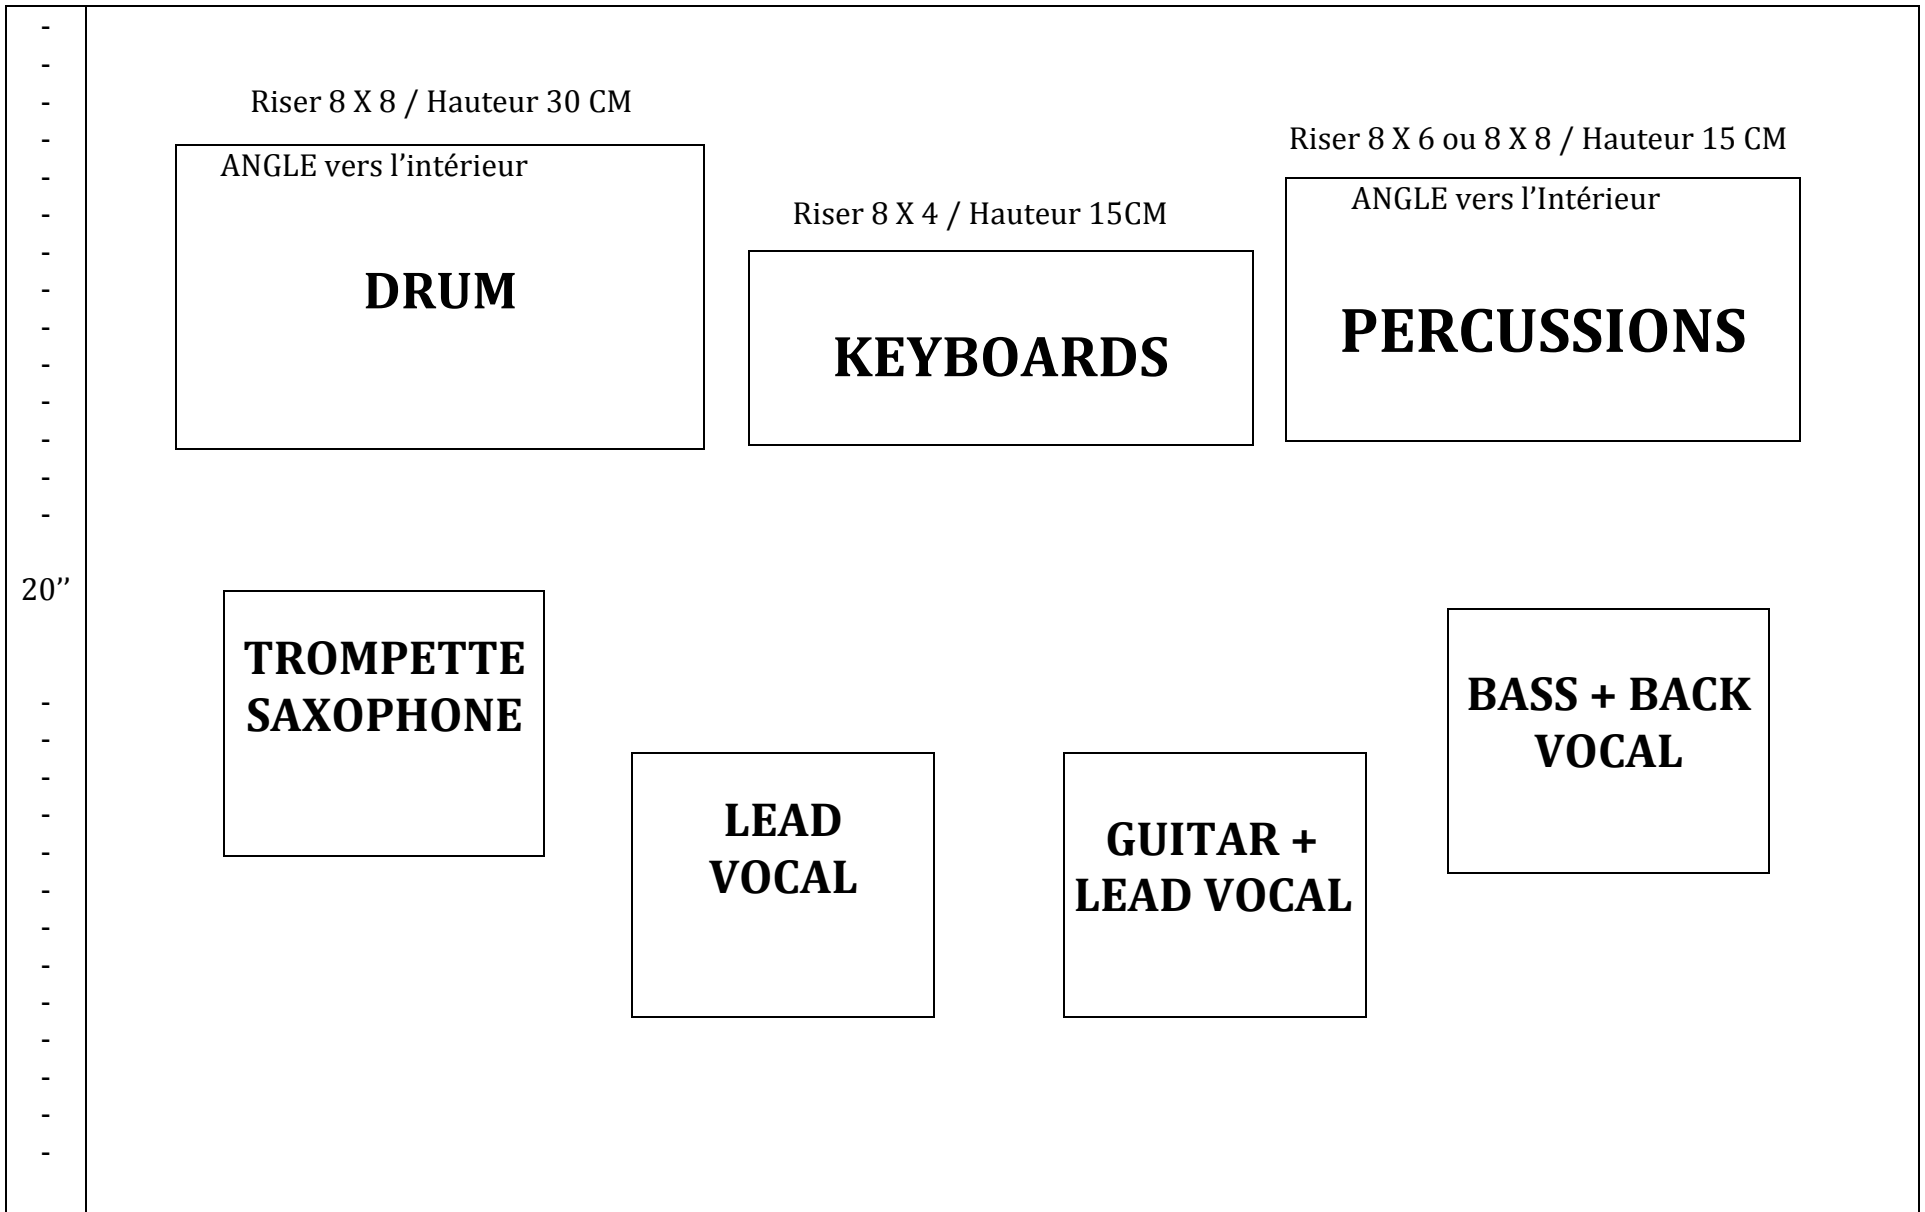 -
-
-
-
-
-
-
-
-
-
-
-
-
-
20’’
-
-
-
-
-
-
-
-
-
-
-
-
-
Riser 8 X 8 / Hauteur 30 CM
ANGLE vers l’intérieur
DRUM
Riser 8 X 4 / Hauteur 15CM
KEYBOARDS
Riser 8 X 6 ou 8 X 8 / Hauteur 15 CM
ANGLE vers l’Intérieur
PERCUSSIONS
TROMPETTE
SAXOPHONE
LEAD
VOCAL
GUITAR +
LEAD VOCAL
BASS + BACK
VOCAL